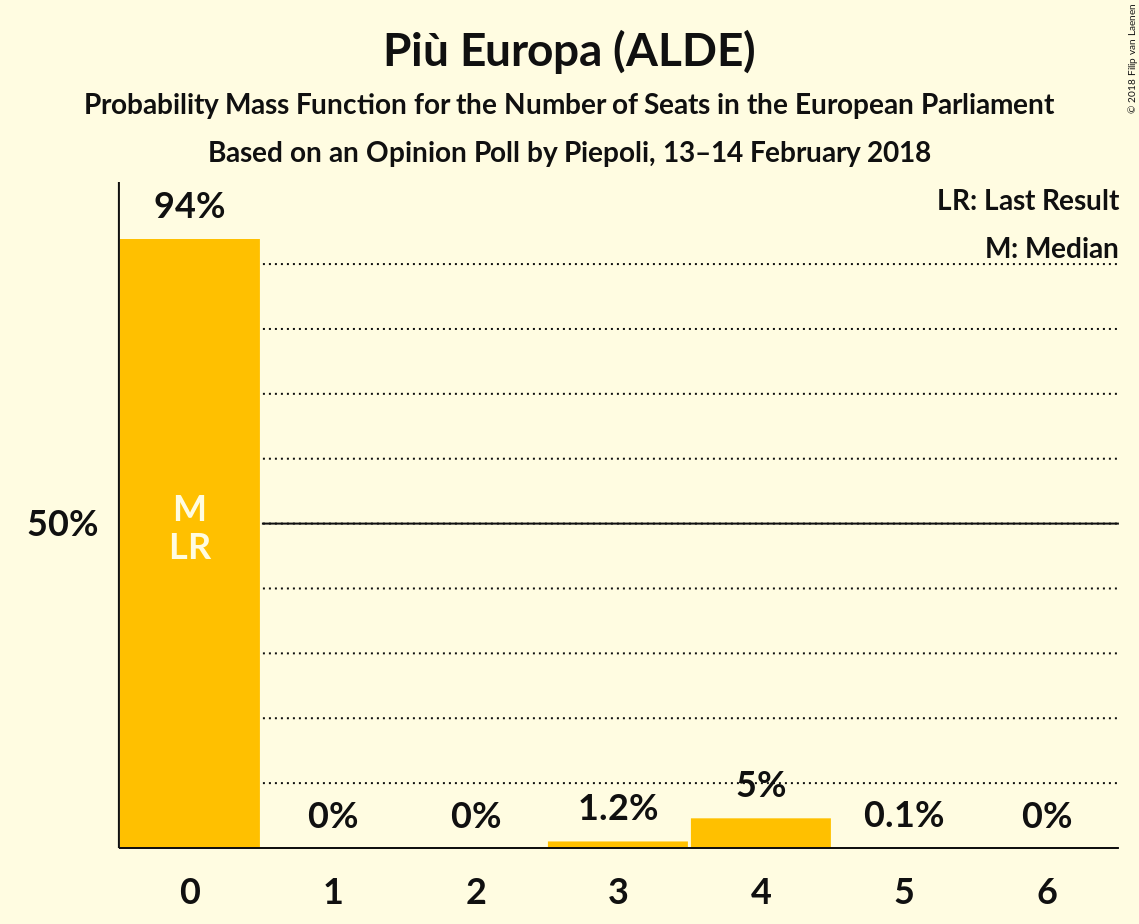 Più Europa (ALDE)
Probability Mass Function for the Number of Seats in the European Parliament
Based on an Opinion Poll by Piepoli, 13–14 February 2018
© 2018 Filip van Laenen
LR: Last Result
M: Median
94%
50%
M
LR
0%
0%
1.2%
5%
0.1%
0%
0
1
2
3
4
5
6